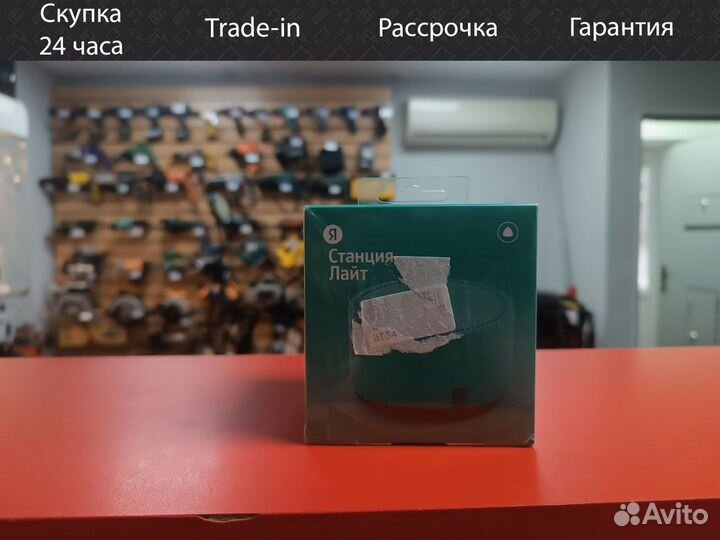 Скупка
24 часа
Trade-in
Рассрочка
Гарантия
Я
Станция
Лайт
Avito